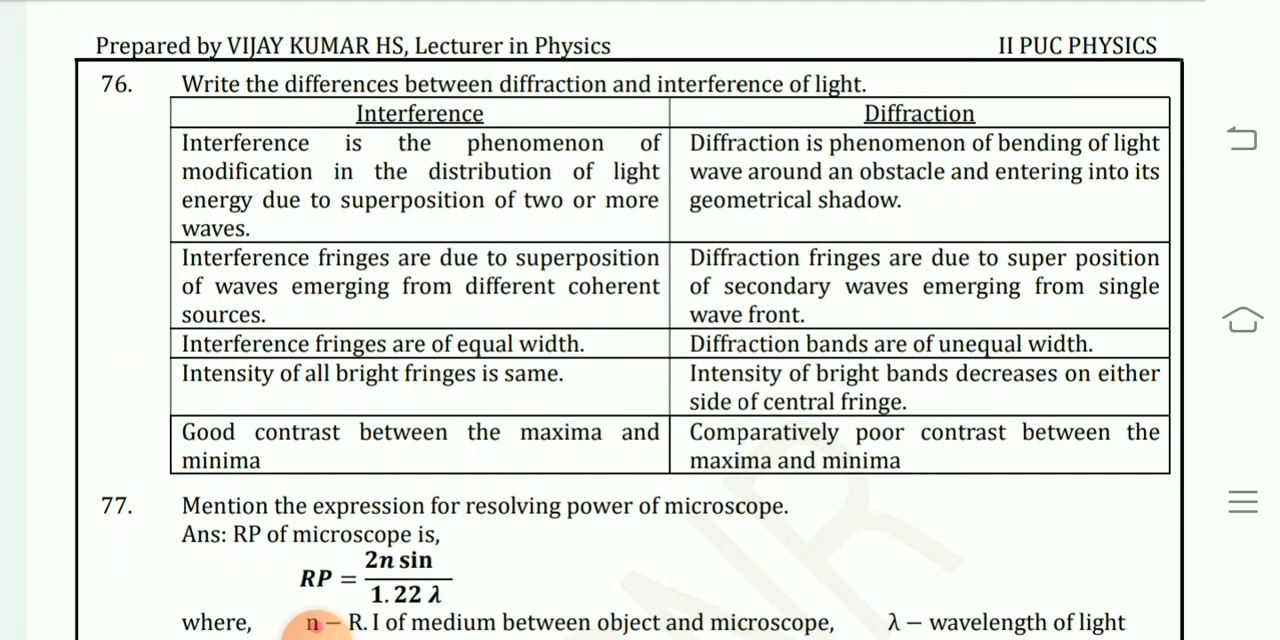 Prepared by VIJAY KUMAR HS, Lecturer in Physics II PUC PHYSICS
76. Write the differences between diffraction and interference of light.
Interference Diffraction
Interference is the phenomenon of
modification in the distribution of light
energy due to superposition of two or more
waves.
Diffraction is phenomenon of bending of light
wave around an obstacle and entering into its
geometrical shadow.
Interference fringes are due to superposition
of waves emerging from different coherent
sources.
Diffraction fringes are due to super position
of secondary waves emerging from single
wave front.
Interference fringes are of equal width.
Diffraction bands are of unequal width.
Intensity of all bright fringes is same.
Intensity of bright bands decreases on either
side of central fringe.
Good contrast between the maxima and
minima
Comparatively poor contrast between the
maxima and minima
77. Mention the expression for resolving power of microscope.
Ans: RP of microscope is,
RP = 2n sin / 1.22 λ
where, n – R. I of medium between object and microscope, λ – wavelength of light